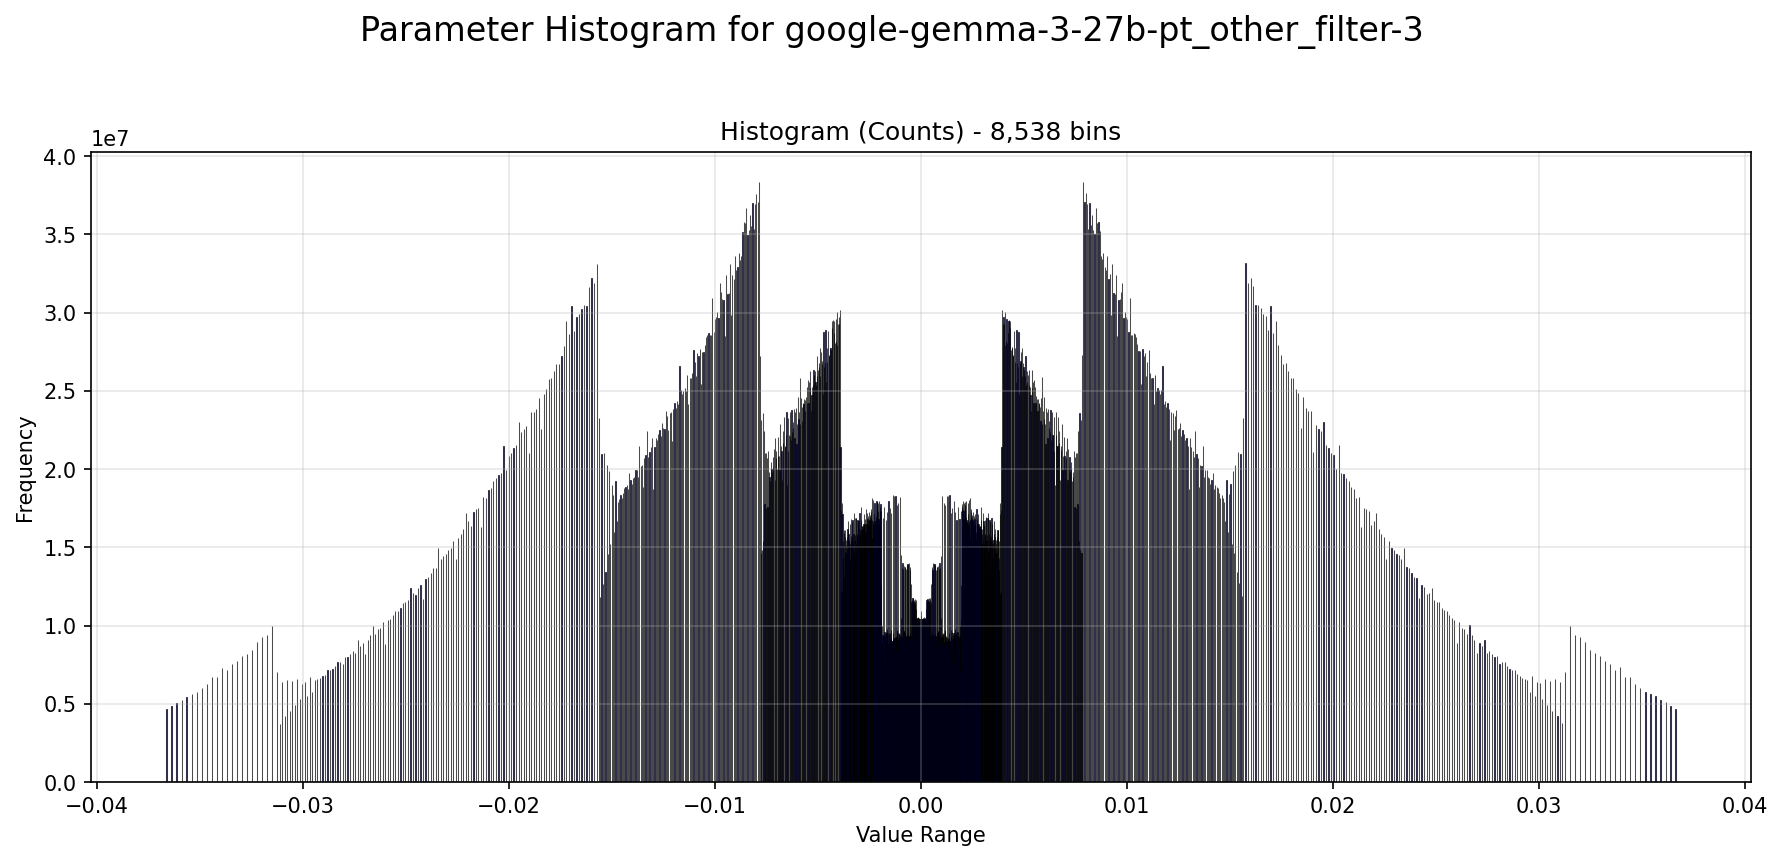 Parameter Histogram for google-gemma-3-27b-pt_other_filter-3
Histogram (Counts) - 8,538 bins
1e7
4.0
3.5
3.0
2.5
2.0
1.5
1.0
0.5
0.0
Frequency
−0.04 −0.03 −0.02 −0.01 0.00 0.01 0.02 0.03 0.04
Value Range